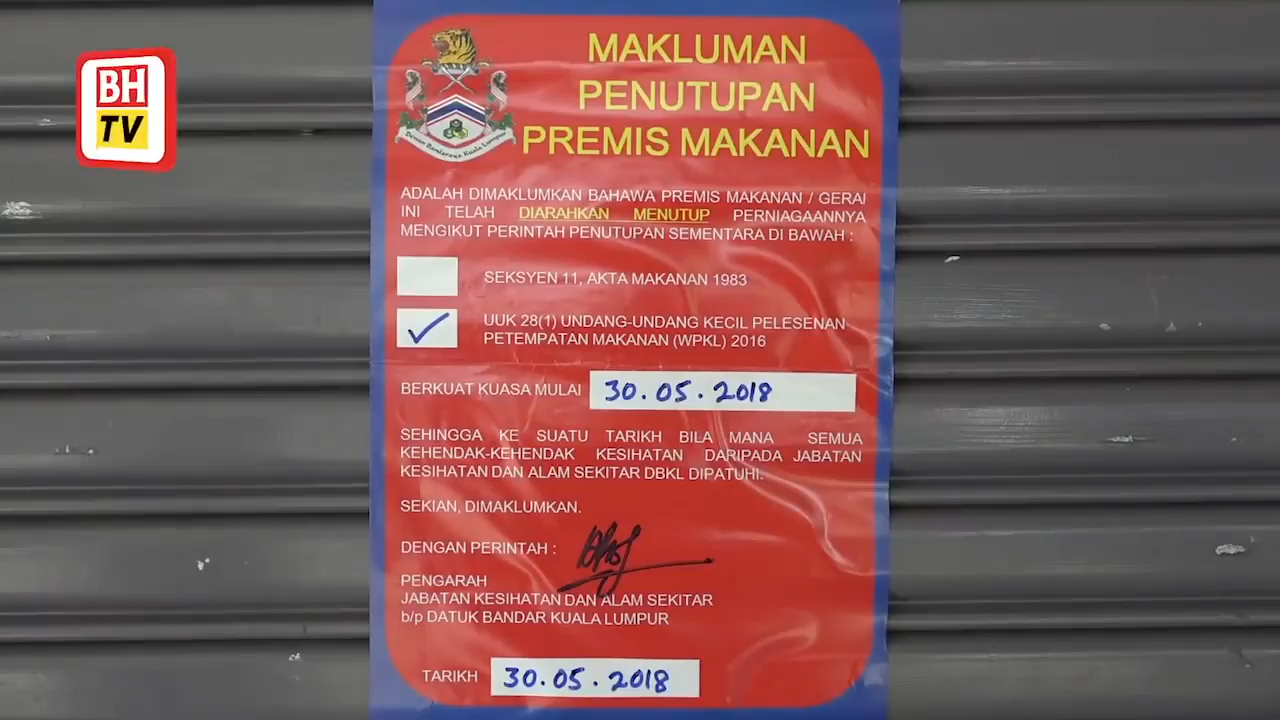 BH
TV
MAKLUMAN
PENUTUPAN
PREMIS MAKANAN
Dewan Bandaraya Kuala Lumpur
ADALAH DIMAKLUMKAN BAHAWA PREMIS MAKANAN / GERAI
INI TELAH DIARAHKAN MENUTUP PERNIAGAANNYA
MENGIKUT PERINTAH PENUTUPAN SEMENTARA DI BAWAH :
SEKSYEN 11, AKTA MAKANAN 1983
UUK 28(1) UNDANG-UNDANG KECIL PELESENAN
PETEMPATAN MAKANAN (WPKL) 2016
BERKUAT KUASA MULAI 30.05.2018
SEHINGGA KE SUATU TARIKH BILA MANA SEMUA
KEHENDAK-KEHENDAK KESIHATAN DARIPADA JABATAN
KESIHATAN DAN ALAM SEKITAR DBKL DIPATUHI.
SEKIAN, DIMAKLUMKAN.
DENGAN PERINTAH :
PENGARAH
JABATAN KESIHATAN DAN ALAM SEKITAR
b/p DATUK BANDAR KUALA LUMPUR
TARIKH 30.05.2018